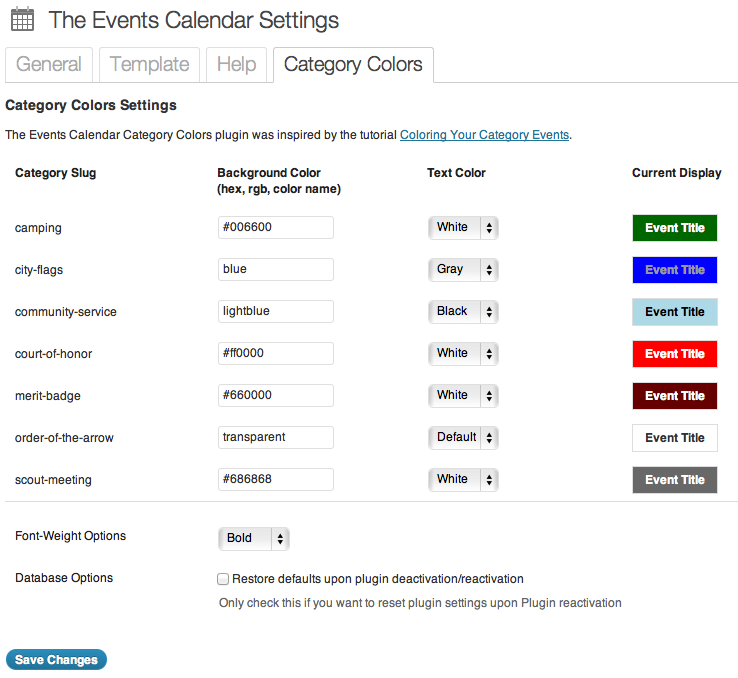 The Events Calendar Settings
General Template Help Category Colors
Category Colors Settings
The Events Calendar Category Colors plugin was inspired by the tutorial Coloring Your Category Events.
Category Slug Background Color Text Color Current Display
(hex, rgb, color name)
camping #006600 White Event Title
city-flags blue Gray Event Title
community-service lightblue Black Event Title
court-of-honor #ff0000 White Event Title
merit-badge #660000 White Event Title
order-of-the-arrow transparent Default Event Title
scout-meeting #686868 White Event Title
Font-Weight Options Bold
Database Options Restore defaults upon plugin deactivation/reactivation
Only check this if you want to reset plugin settings upon Plugin reactivation
Save Changes